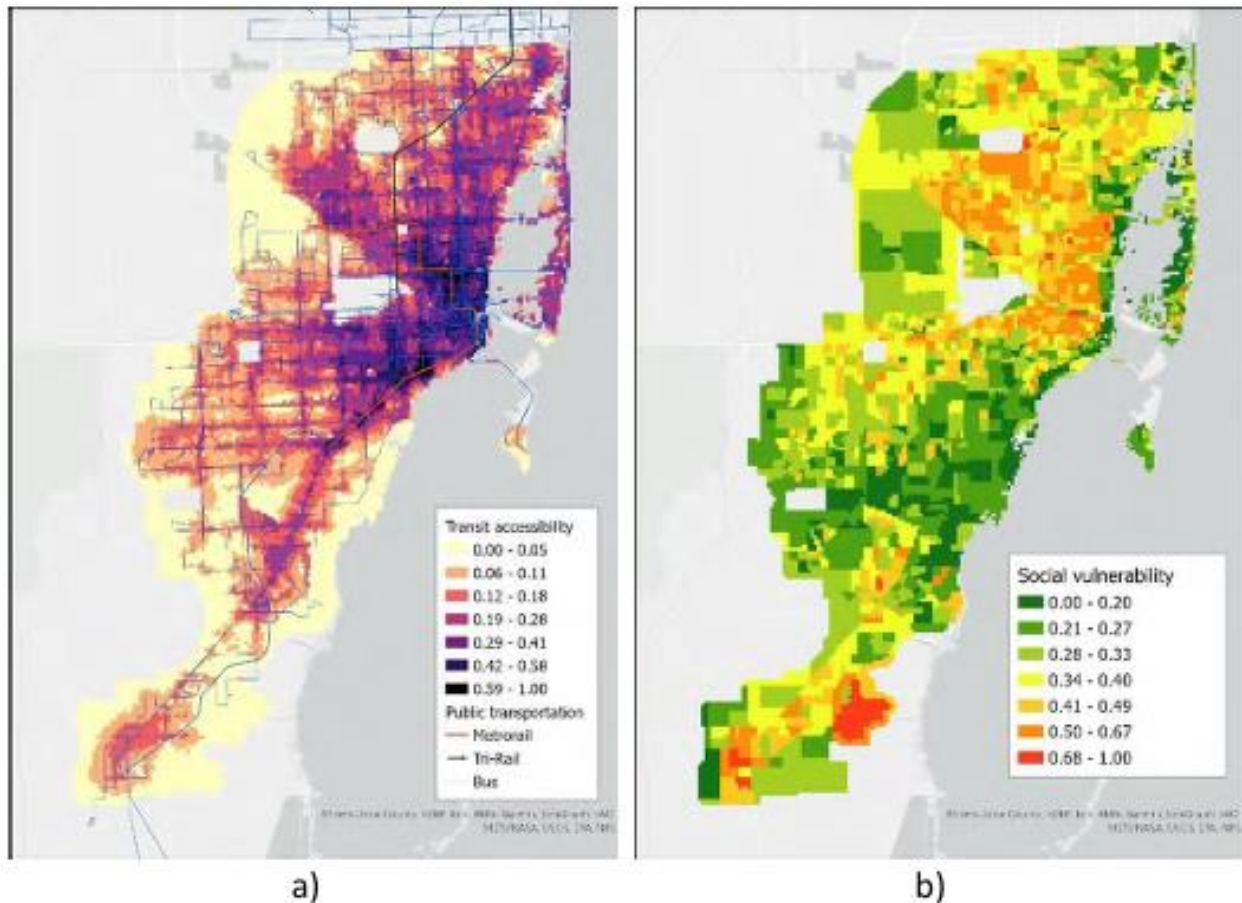 Transit accessibility
0.00 - 0.05
0.06 - 0.11
0.12 - 0.18
0.19 - 0.28
0.29 - 0.41
0.42 - 0.58
0.59 - 1.00
Public transportation
Metrorail
Tri-Rail
Bus
a)
Social vulnerability
0.00 - 0.20
0.21 - 0.27
0.28 - 0.33
0.34 - 0.40
0.41 - 0.49
0.50 - 0.67
0.68 - 1.00
b)